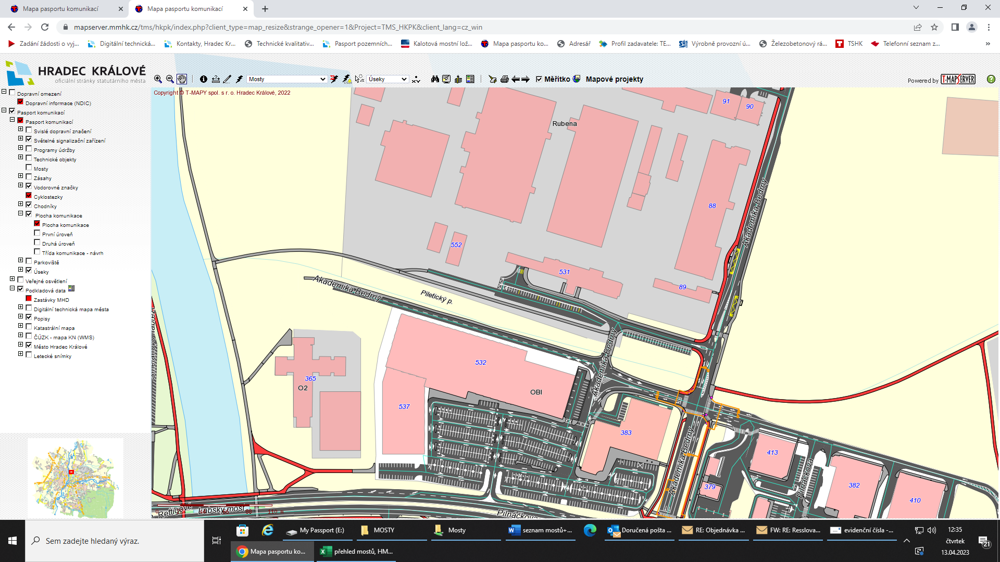 Mapa pasportu komunikací
Mapa pasportu komunikací
mapserver.mmhk.cz/tms/hkpk/index.php?client_type=map_resize&strange_opener=1&Project=TMS_HKPK&client_lang=cz_win
Zadání žádosti o vyj... Digitální technická... Kontakty, Hradec Kr... Technické kvalitativ... Pasport pozemních... Kalotová mostní lož... Mapa pasportu ko... Adresář Profil zadavatele: TE... Výrobně provozní ú... Železobetonový rá... TSHK Telefonní seznam z... »
HRADEC KRÁLOVÉ
oficiální stránky statutárního města
Mosty Úseky Měřítko Mapové projekty
Powered by T-MAPSERVER
Copyright © T-MAPY spol. s r. o. Hradec Králové, 2022
Dopravní omezení
Dopravní informace (NDIC)
Pasport komunikací
Pasport komunikací
Svislé dopravní značení
Světelné signalizační zařízení
Programy údržby
Technické objekty
Mosty
Zásahy
Vodorovné značky
Cyklostezky
Chodníky
Plocha komunikace
Plocha komunikace
První úroveň
Druhá úroveň
Třída komunikace - návrh
Parkoviště
Úseky
Veřejné osvětlení
Podkladová data
Zastávky MHD
Digitální technická mapa města
Popisy
Katastrální mapa
ČÚZK - mapa KN (WMS)
Město Hradec Králové
Letecké snímky
91
90
Rubena
88
Akademika Bedrny
552
531
89
Akademika Bedrny
Piletický p.
Akademika Bedrny
532
365
O2
OBI
537
383
Akademika Bedrny
413
Pilnáčkova
379
382
410
Labský most
Pilnáčkova
Sem zadejte hledaný výraz.
My Passport (E:)
MOSTY
Mosty
seznam mostů+...
Doručená pošta ...
RE: Objednávka ...
FW: RE: Resslova...
evidenční čísla -...
Mapa pasportu ko...
přehled mostů, HM...
12:35
čtvrtek
13.04.2023
21